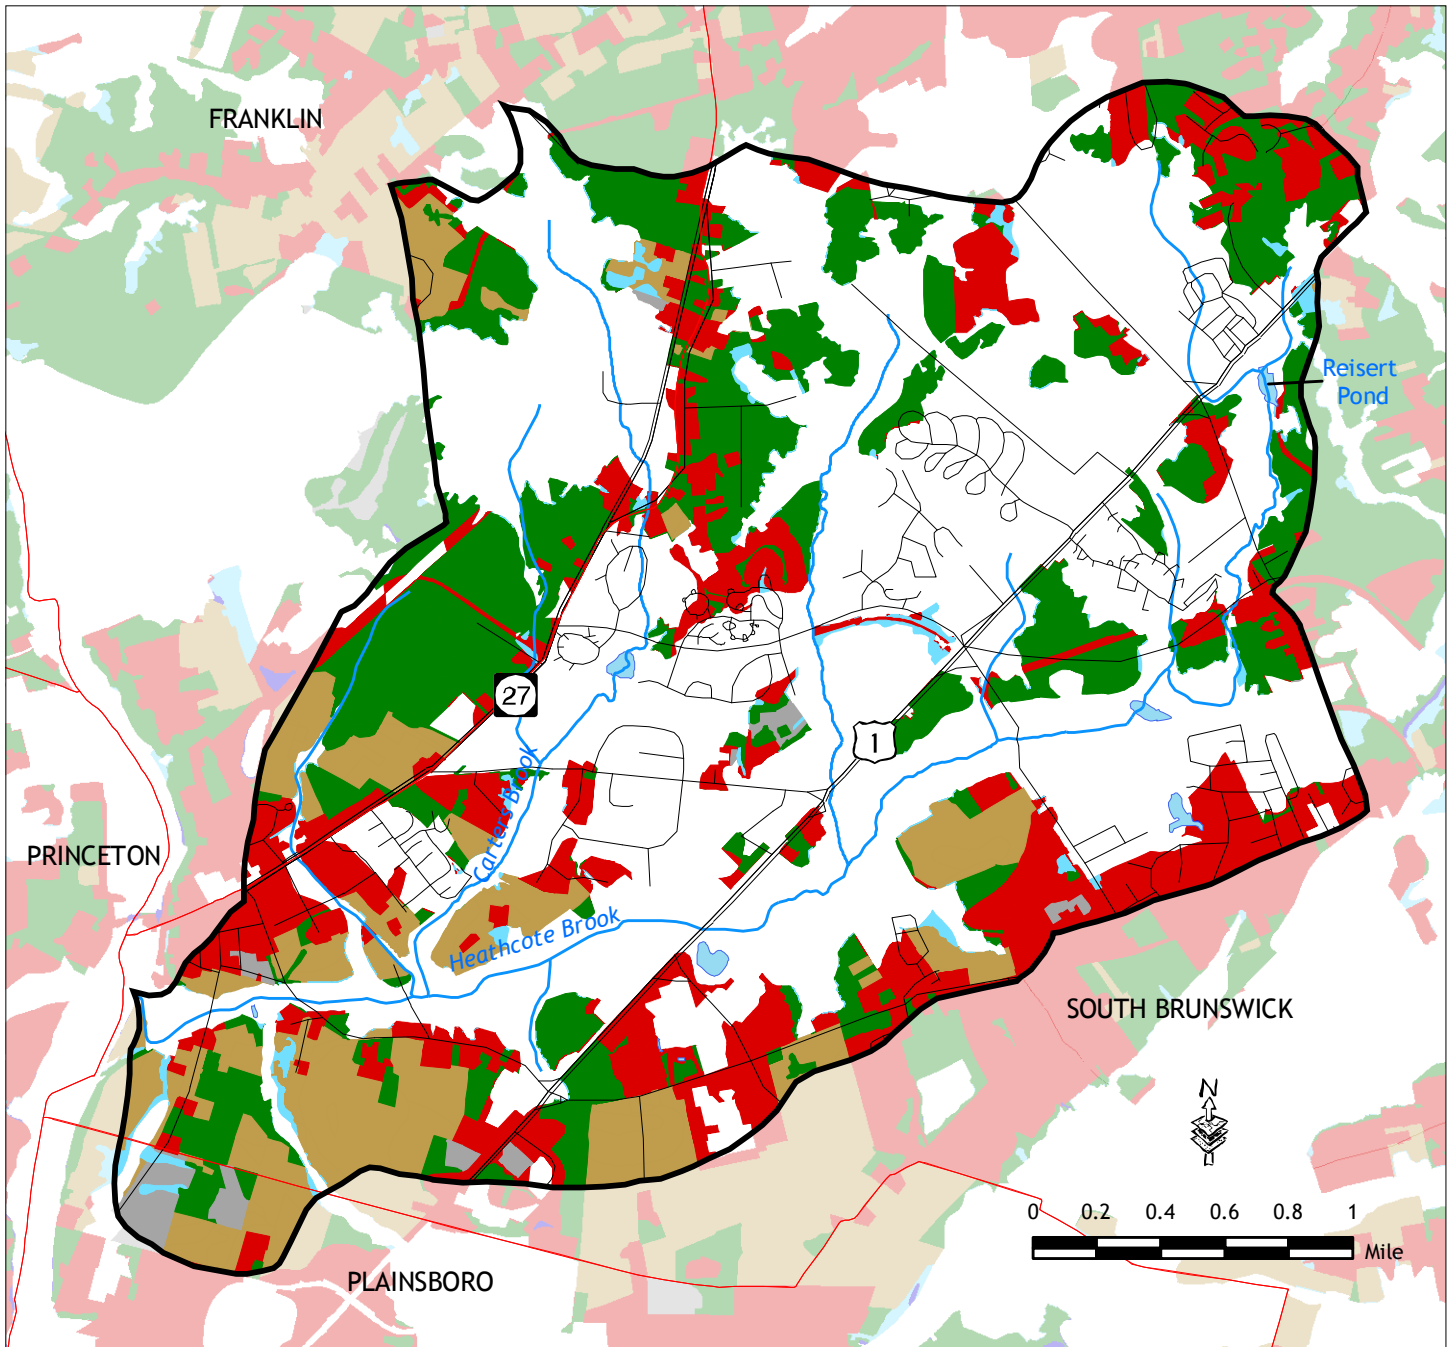 FRANKLIN
Reisert
Pond
27
1
Carters Brook
PRINCETON
Heathcote Brook
SOUTH BRUNSWICK
N
0 0.2 0.4 0.6 0.8 1
Mile
PLAINSBORO